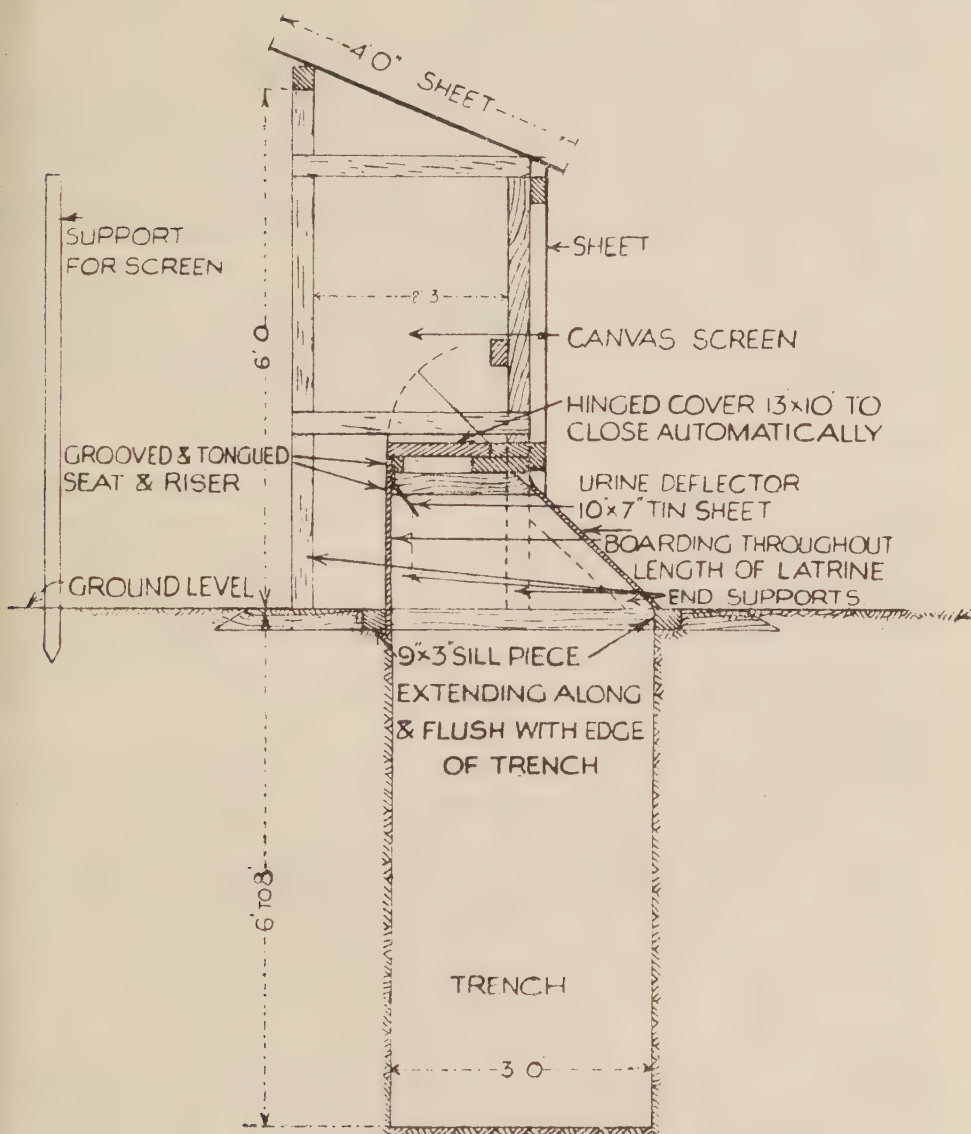 4'0" SHEET
SUPPORT
FOR SCREEN
SHEET
2 3
6' 0
CANVAS SCREEN
HINGED COVER 13"×10" TO
CLOSE AUTOMATICALLY
GROOVED & TONGUED
SEAT & RISER
URINE DEFLECTOR
10"×7" TIN SHEET
BOARDING THROUGHOUT
LENGTH OF LATRINE
END SUPPORTS
GROUND LEVEL
9"×3" SILL PIECE
EXTENDING ALONG
& FLUSH WITH EDGE
OF TRENCH
6' TO 8'
TRENCH
3 0